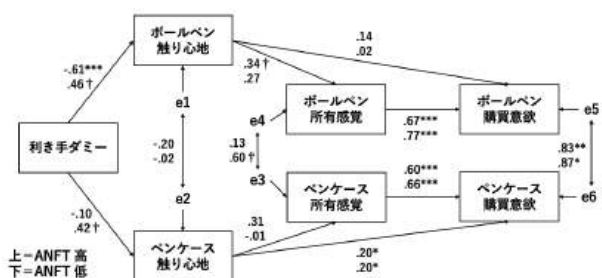 ボールペン
触り心地
.14
.02
-.61***
.46†
.34†
.27
e1
e4
ボールペン
所有感覚
.67***
.77***
ボールペン
購買意欲
e5
利き手ダミー
-.20
-.02
.13
.60†
.83**
.87*
e3
e2
ペンケース
所有感覚
.60***
.66***
ペンケース
購買意欲
e6
-.10
.42†
.31
-.01
ペンケース
触り心地
.20*
.20*
上=ANFT 高
下=ANFT 低